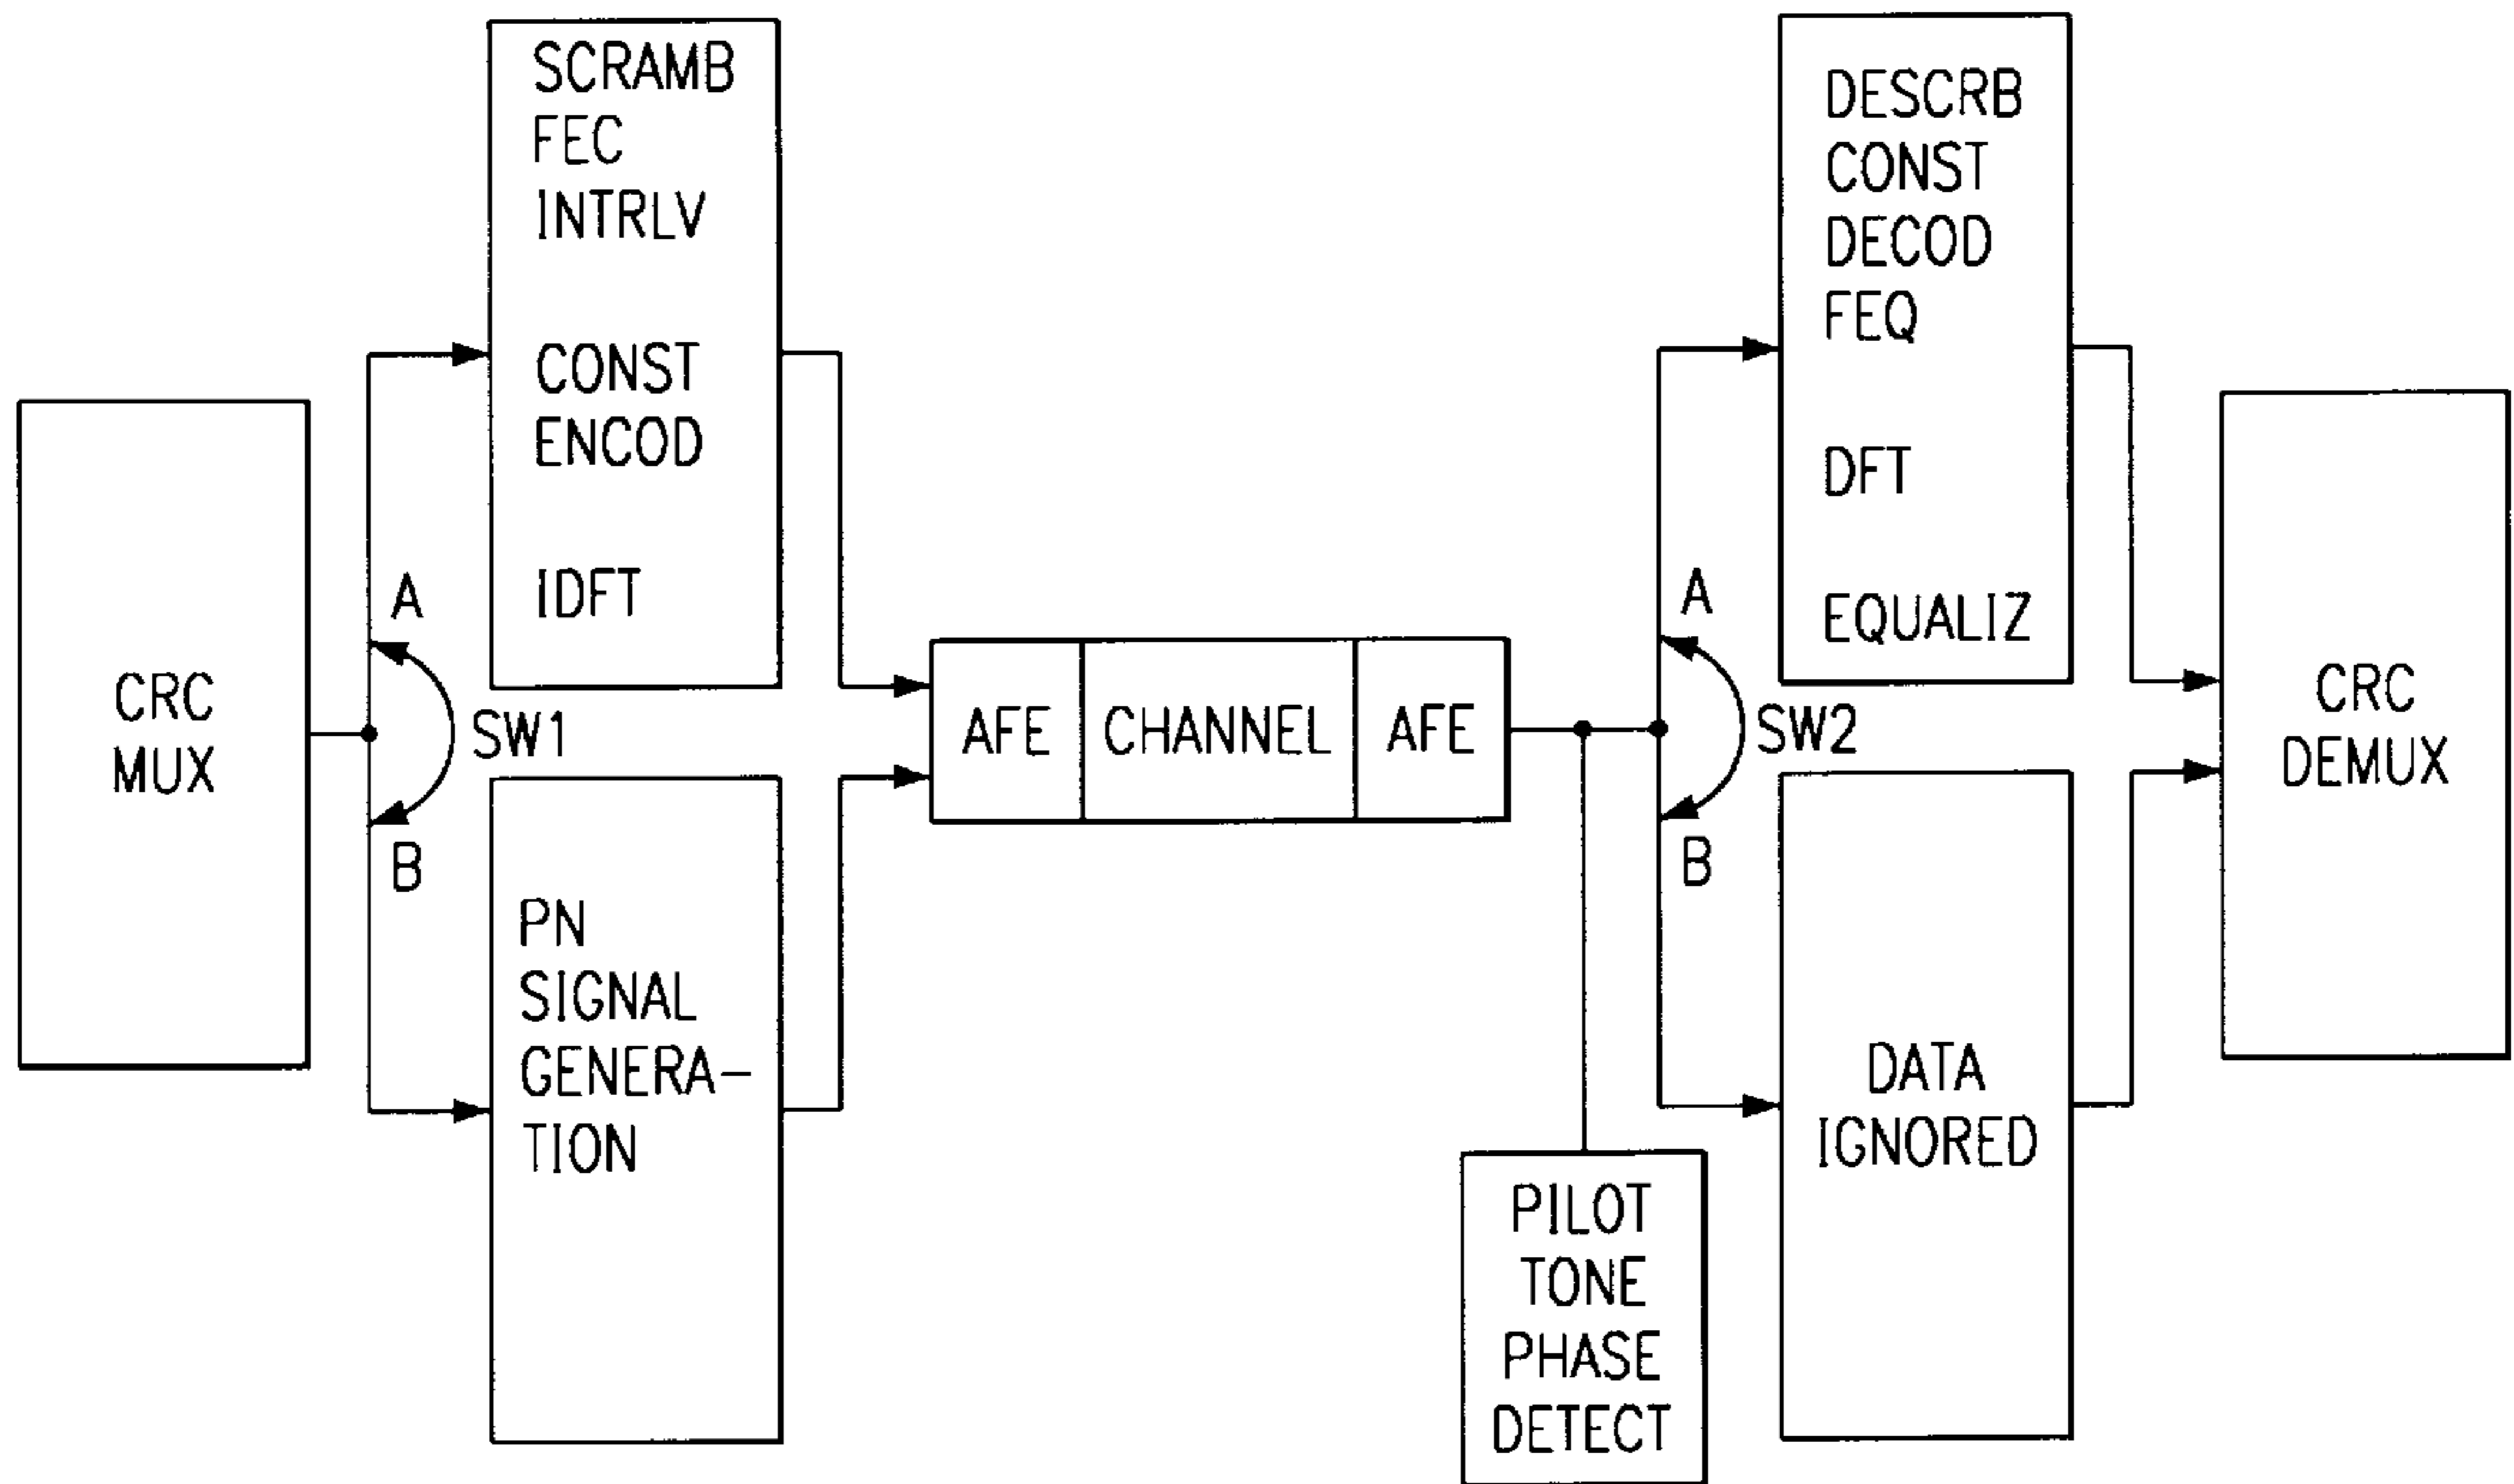 CRC
MUX
A
SW1
B
SCRAMB
FEC
INTRLV
CONST
ENCOD
IDFT
PN
SIGNAL
GENERA-
TION
AFE
CHANNEL
AFE
PILOT
TONE
PHASE
DETECT
A
SW2
B
DESCRB
CONST
DECOD
FEQ
DFT
EQUALIZ
DATA
IGNORED
CRC
DEMUX